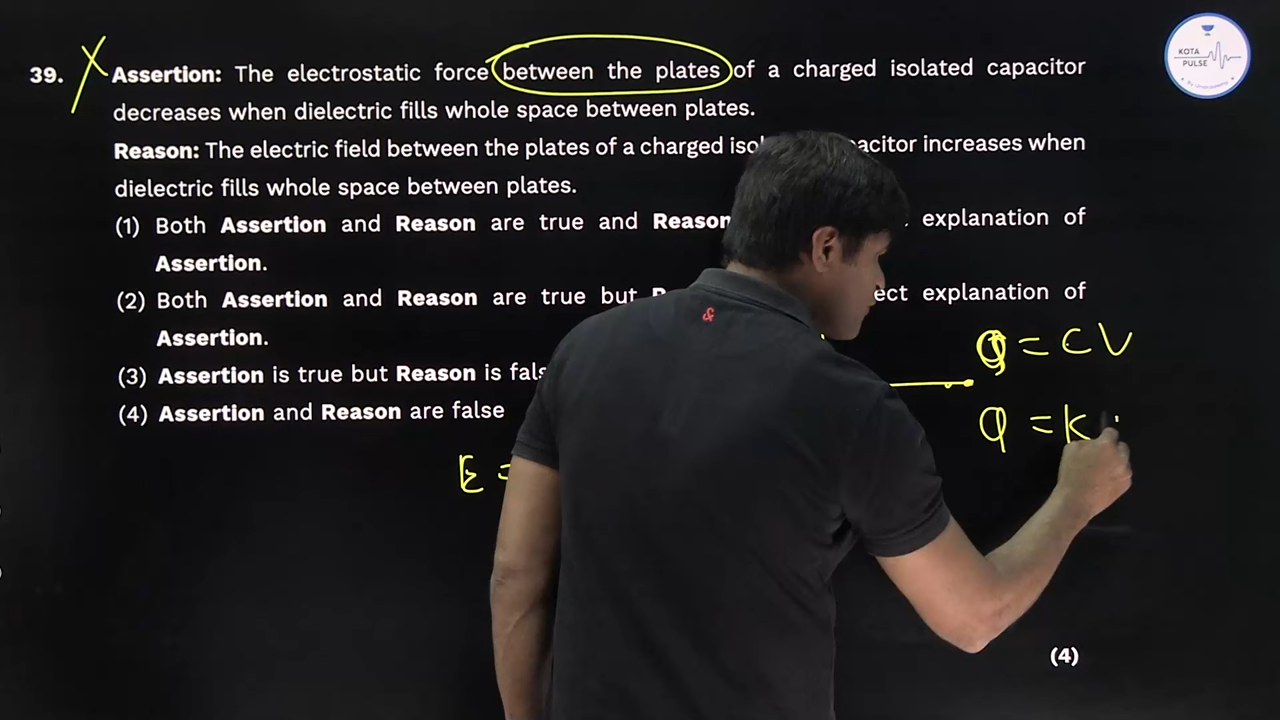 KOTA
PULSE
By Unacademy
39. Assertion: The electrostatic force between the plates of a charged isolated capacitor
decreases when dielectric fills whole space between plates.
Reason: The electric field between the plates of a charged increases when
dielectric fills whole space between plates.
(1) Both Assertion and Reason are true and Reason explanation of
Assertion.
(2) Both Assertion and Reason are true but explanation of
Assertion.
(3) Assertion is true but Reason is
(4) Assertion and Reason are false
Q = CV
Q = K
E =
(4)